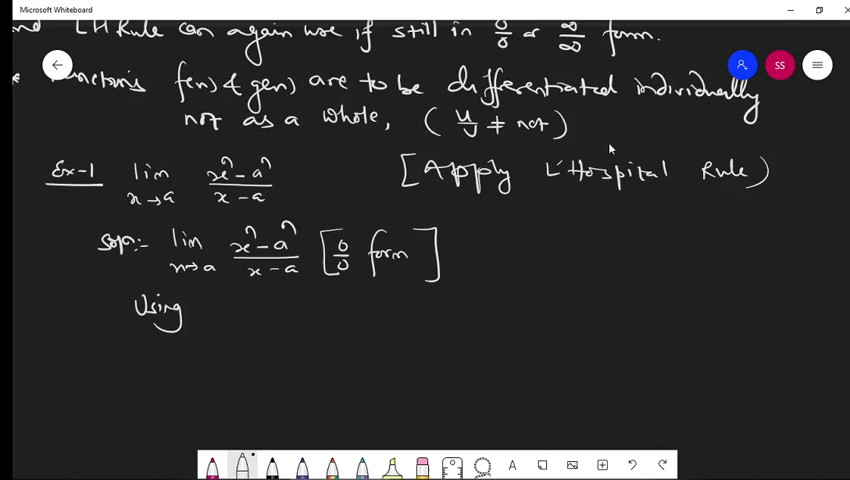 Microsoft Whiteboard
LH Rule can again use if still in 0/0 or ∞/∞ form.
functions f(x) & g(x) are to be differentiated individually
SS
not as a whole, ( u/v ≠ not)
Ex-1 lim x→a xⁿ-aⁿ/x-a [Apply L'Hospital Rule)
Soln:- lim x→a xⁿ-aⁿ/x-a [0/0 form]
Using